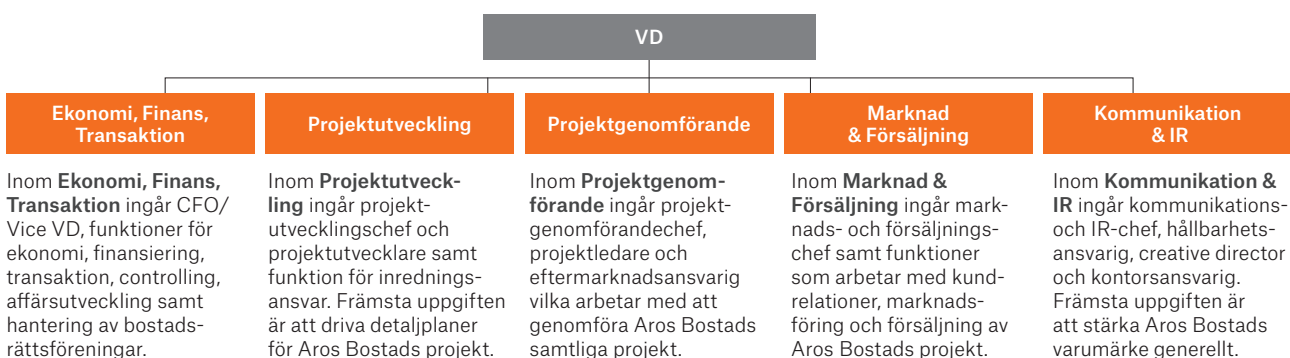 VD
Ekonomi, Finans,
Transaktion
Projektutveckling
Projektgenomförande
Marknad
& Försäljning
Kommunikation
& IR
Inom Ekonomi, Finans,
Transaktion ingår CFO/
Vice VD, funktioner för
ekonomi, finansiering,
transaktion, controlling,
affärsutveckling samt
hantering av bostads-
rättsföreningar.
Inom Projektutveck-
ling ingår projekt-
utvecklingschef och
projektutvecklare samt
funktion för inrednings-
ansvar. Främsta uppgiften
är att driva detaljplaner
för Aros Bostads projekt.
Inom Projektgenom-
förande ingår projekt-
genomförandechef,
projektledare och
eftermarknadsansvarig
vilka arbetar med att
genomföra Aros Bostads
samtliga projekt.
Inom Marknad &
Försäljning ingår mark-
nads- och försäljnings-
chef samt funktioner
som arbetar med kund-
relationer, marknads-
föring och försäljning av
Aros Bostads projekt.
Inom Kommunikation &
IR ingår kommunikations-
och IR-chef, hållbarhets-
ansvarig, creative director
och kontorsansvarig.
Främsta uppgiften är
att stärka Aros Bostads
varumärke generellt.